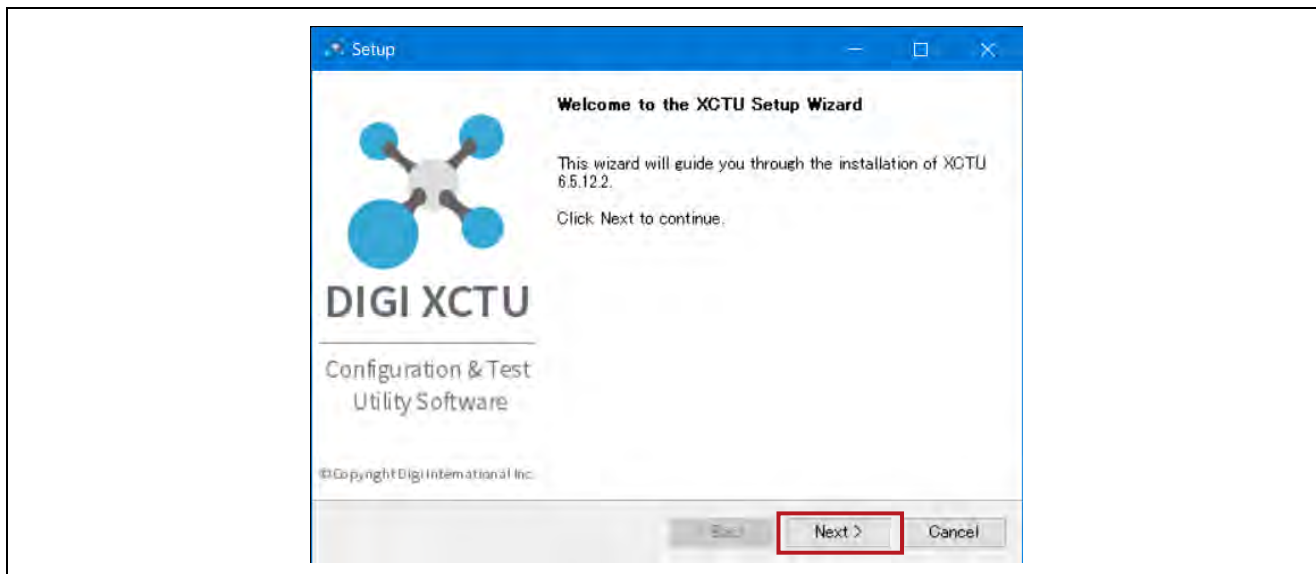 Setup
Welcome to the XCTU Setup Wizard
This wizard will guide you through the installation of XCTU
6.5.12.2.
Click Next to continue.
DIGI XCTU
Configuration & Test
Utility Software
©Copyright Digi International Inc.
< Back
Next >
Cancel